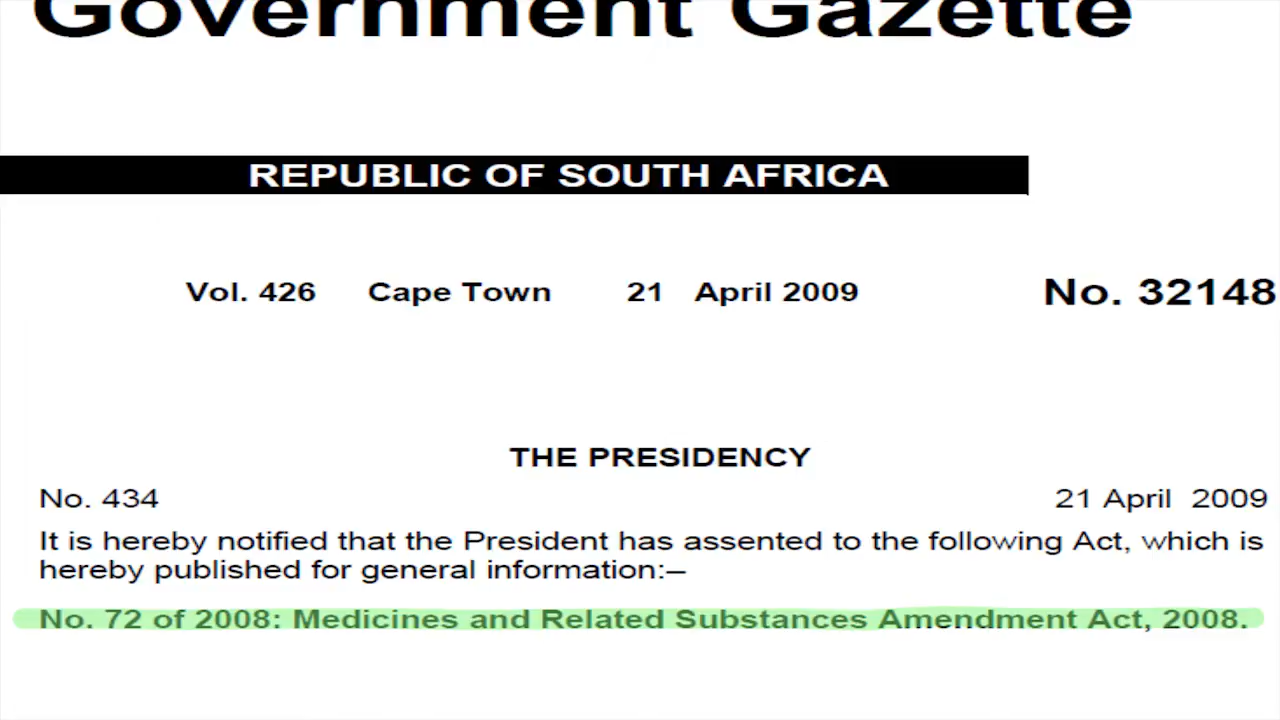 Government Gazette
REPUBLIC OF SOUTH AFRICA
Vol. 426 Cape Town 21 April 2009 No. 32148
THE PRESIDENCY
No. 434 21 April 2009
It is hereby notified that the President has assented to the following Act, which is
hereby published for general information:–
No. 72 of 2008: Medicines and Related Substances Amendment Act, 2008.